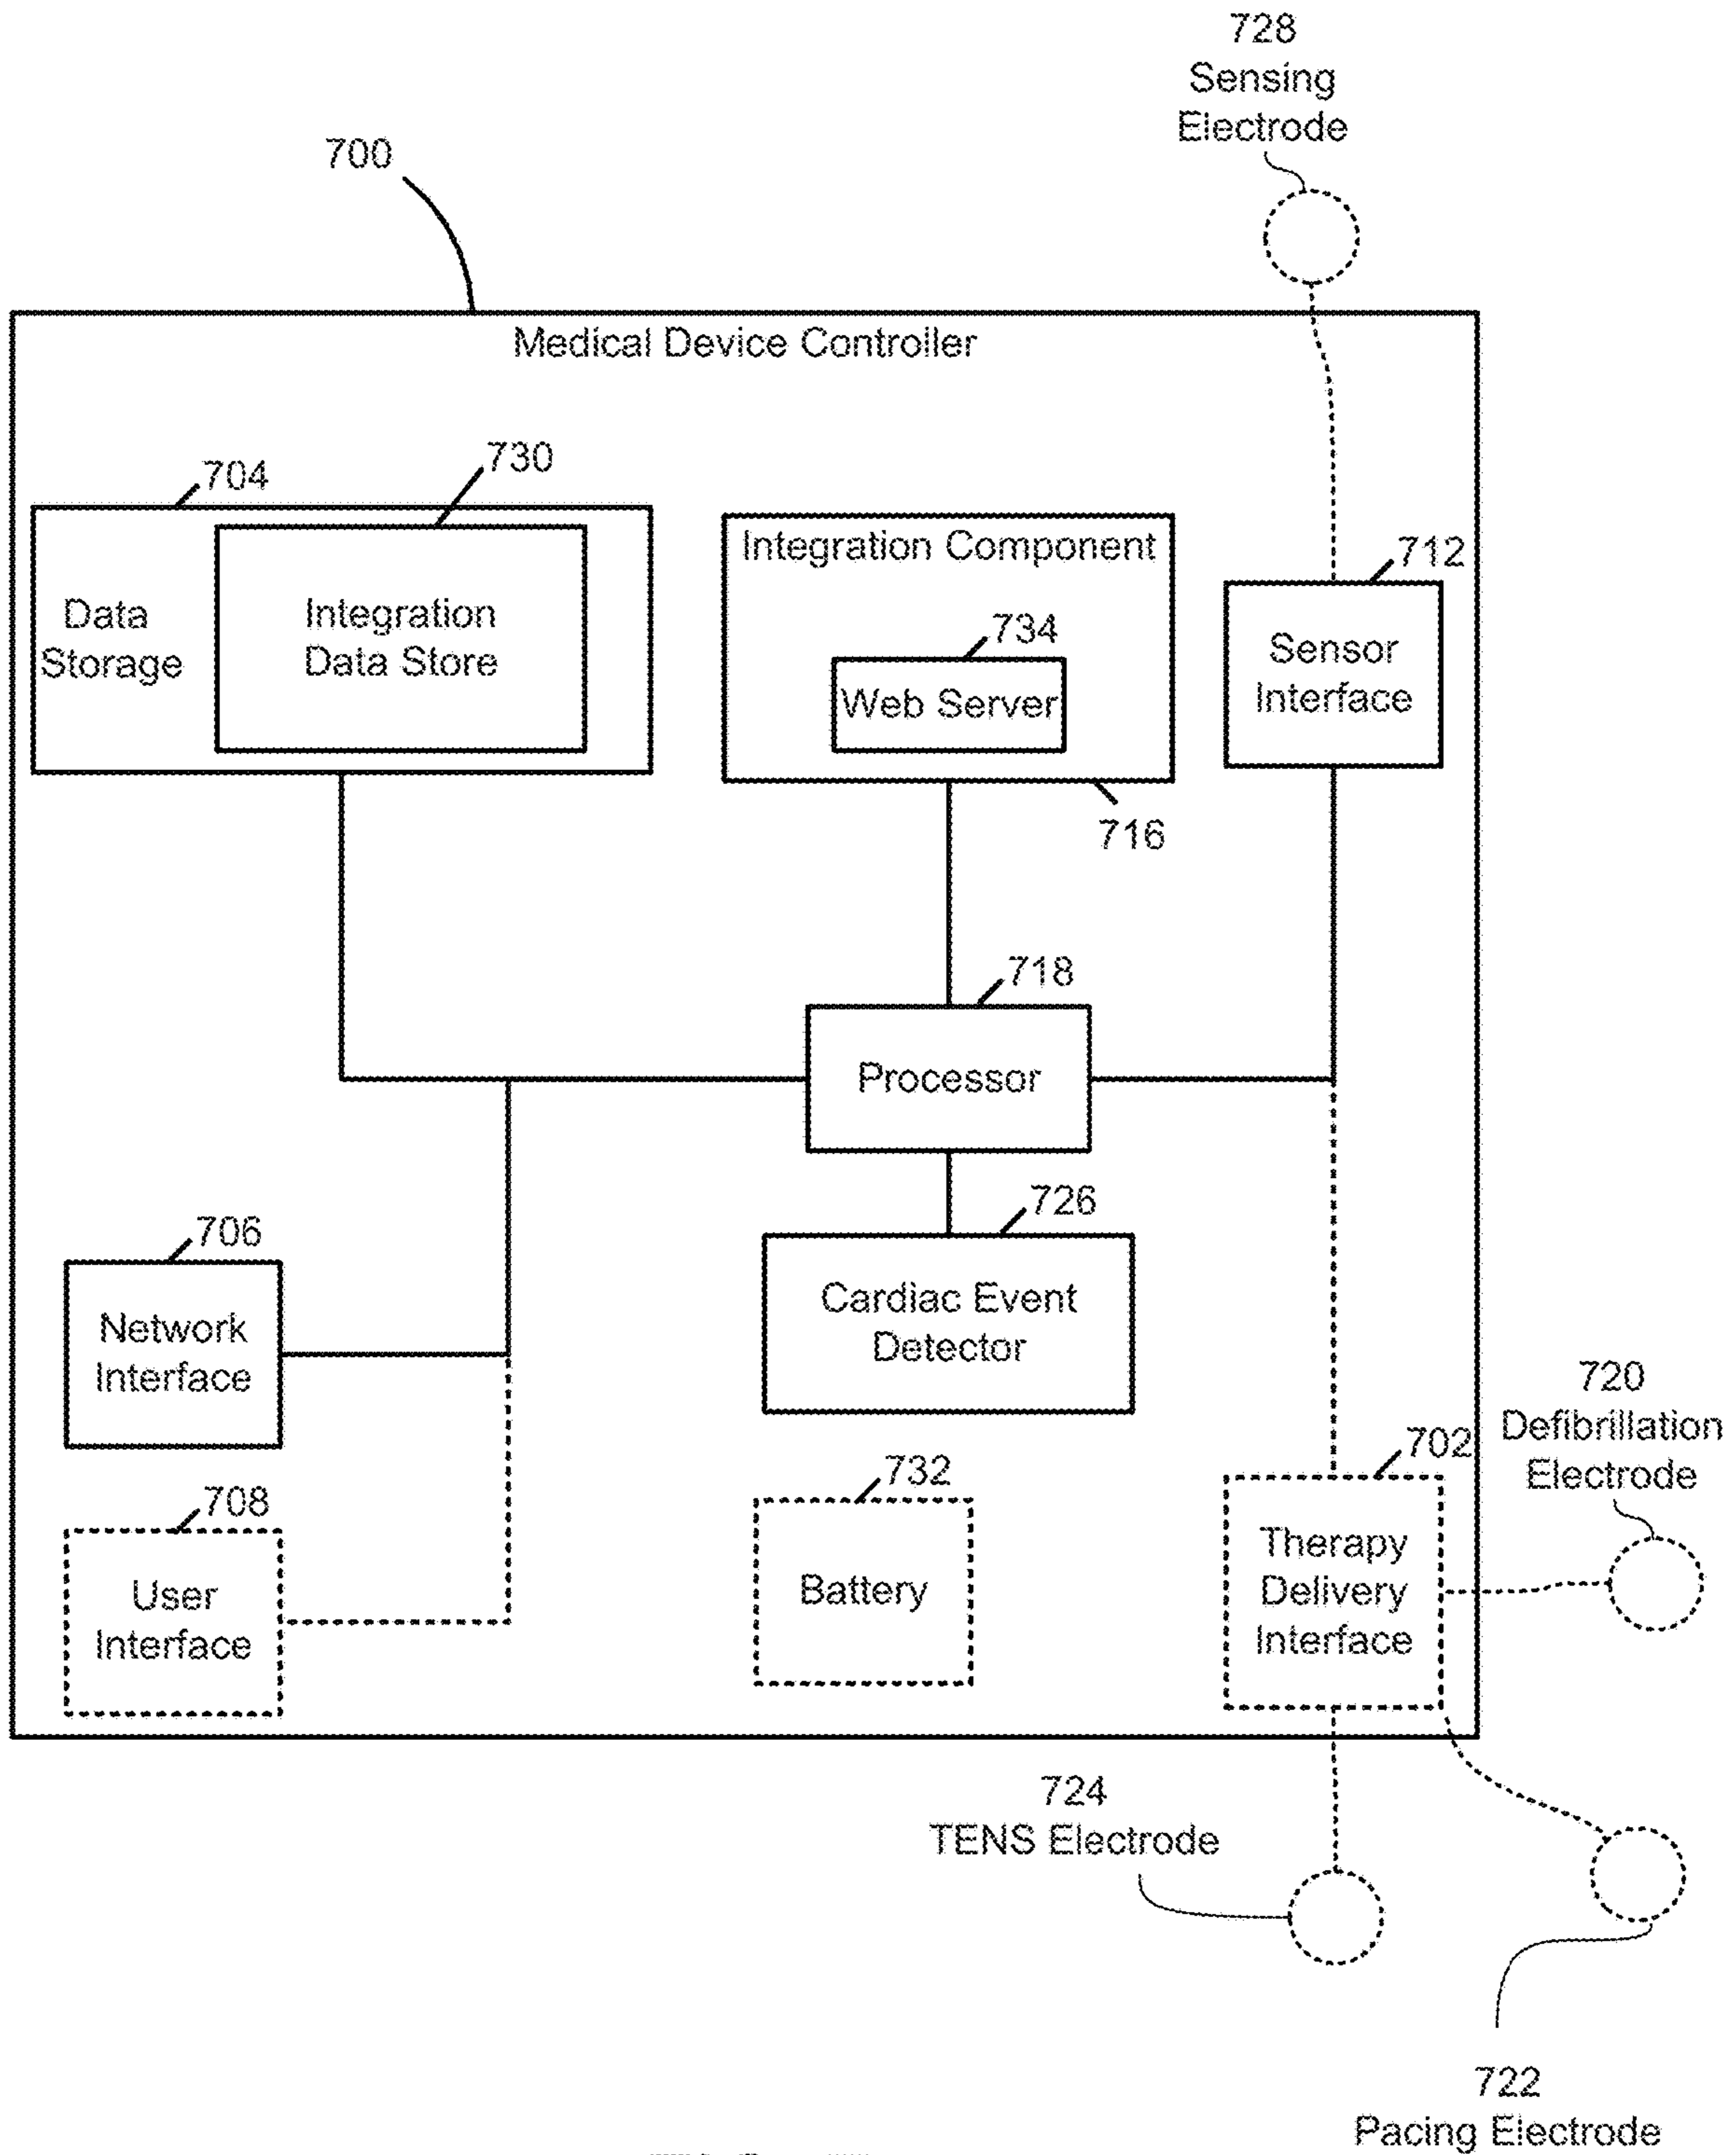 728
Sensing
Electrode
700
Medical Device Controller
704
730
Data
Storage
Integration
Data Store
Integration Component
734
Web Server
716
712
Sensor
Interface
718
Processor
726
Cardiac Event
Detector
706
Network
Interface
708
User
Interface
732
Battery
702
Therapy
Delivery
Interface
720
Defibrillation
Electrode
724
TENS Electrode
722
Pacing Electrode